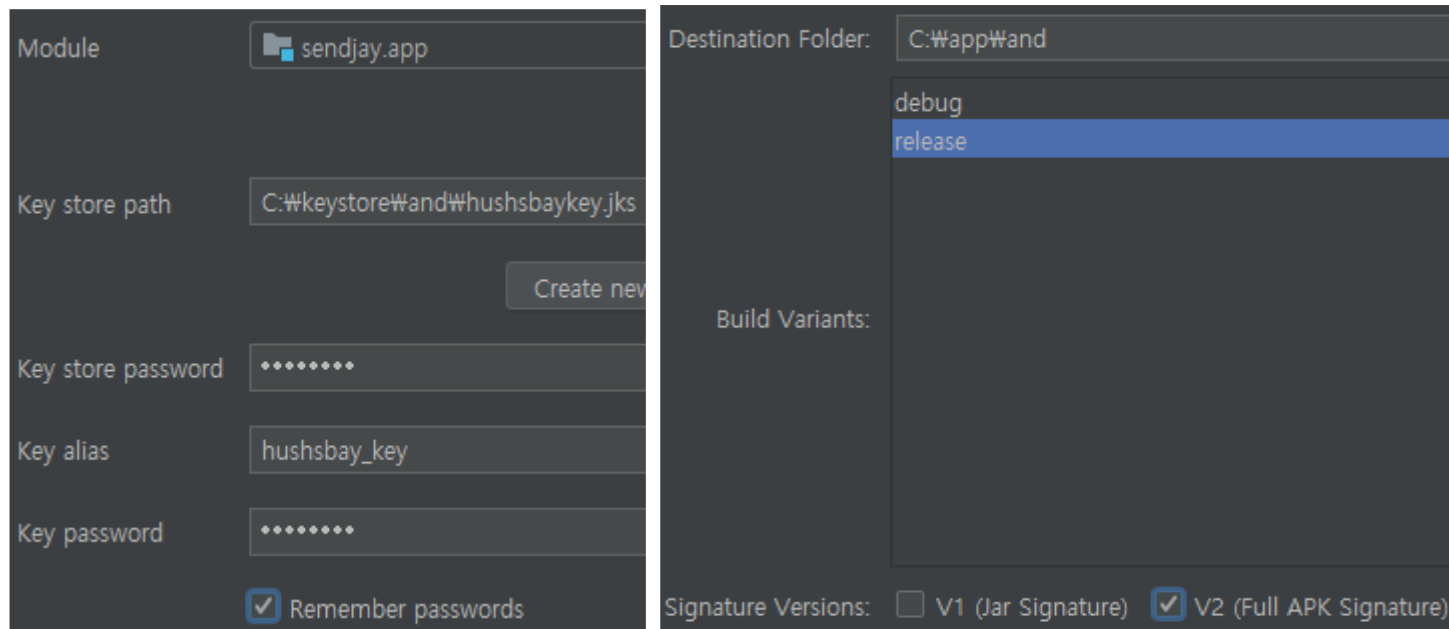 Module
sendjay.app
Key store path
C:₩keystore₩and₩hushsbaykey.jks
Create new
Key store password
••••••••
Key alias
hushsbay_key
Key password
••••••••
Remember passwords
Destination Folder:
C:₩app₩and
debug
release
Build Variants:
Signature Versions:
V1 (Jar Signature)
V2 (Full APK Signature)